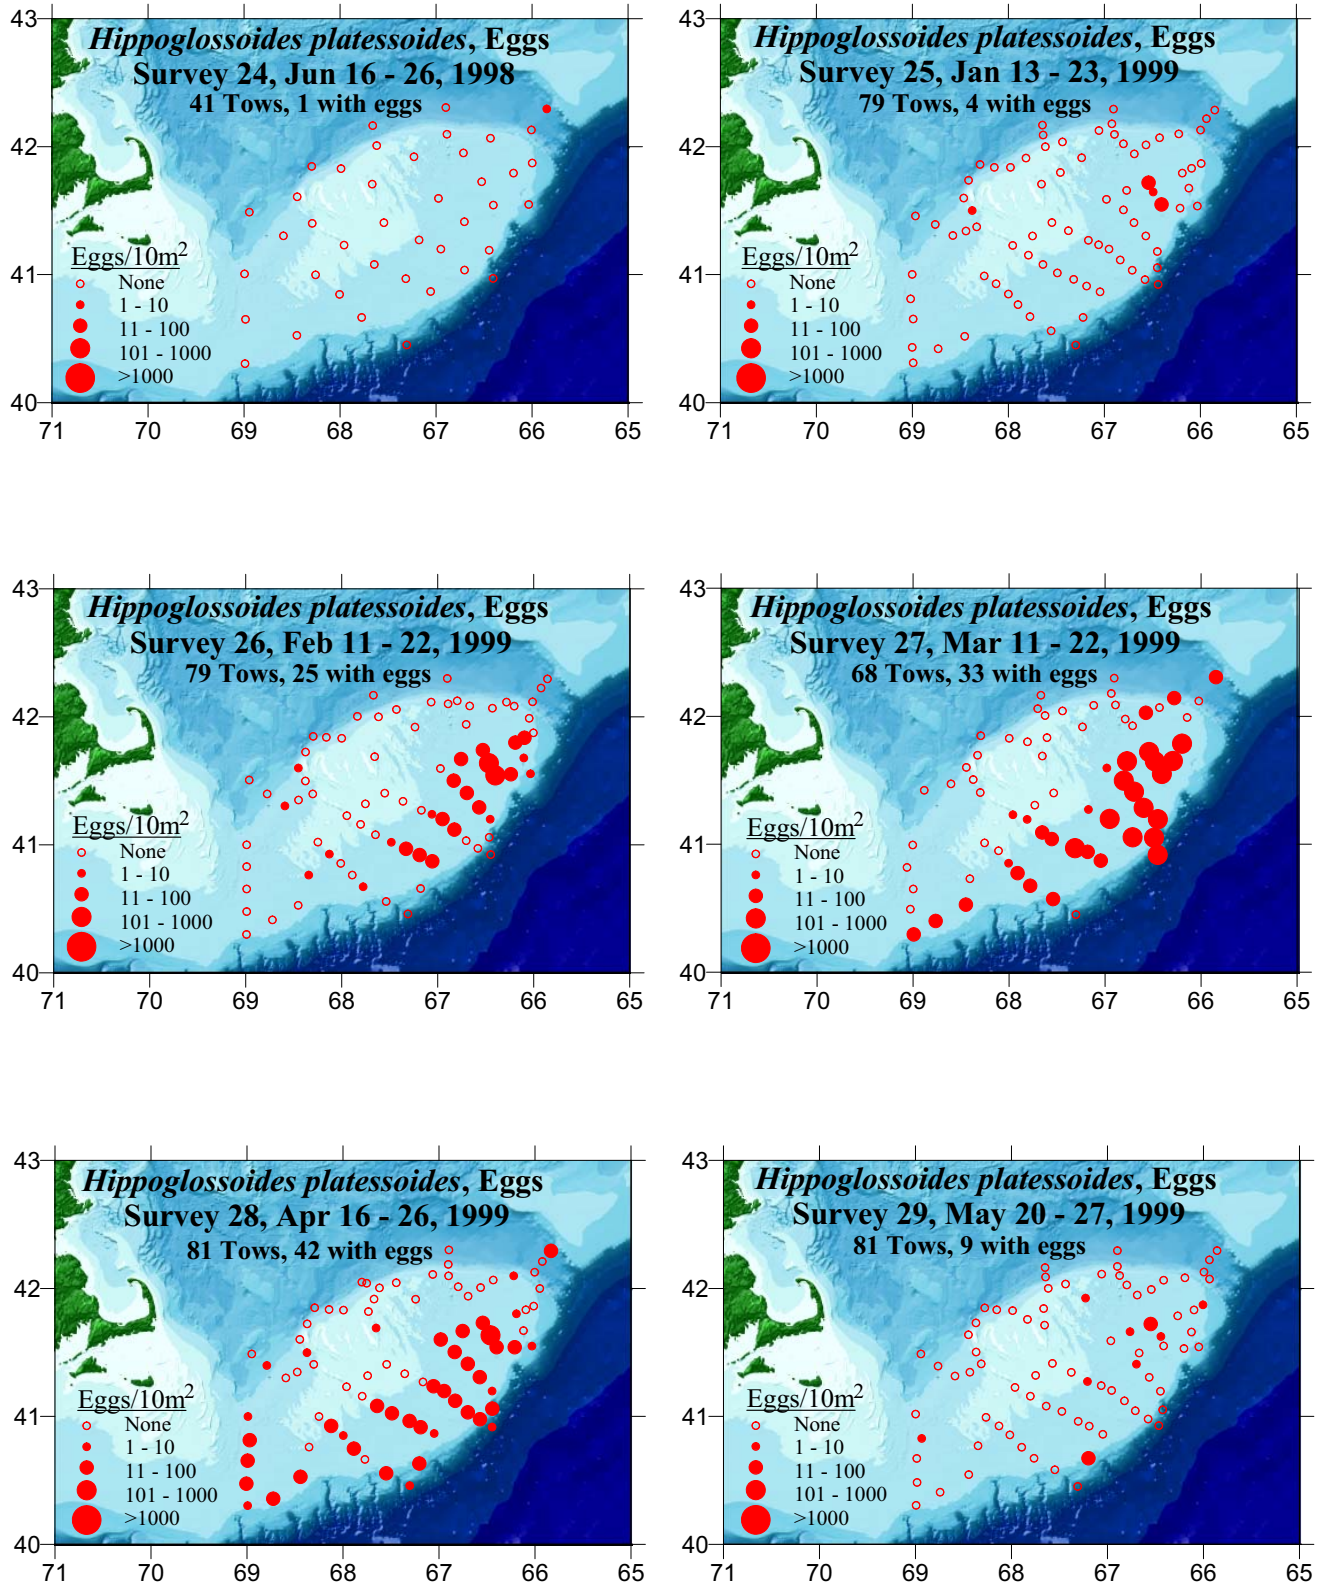 43
Hippoglossoides platessoides, Eggs
Survey 24, Jun 16 - 26, 1998
41 Tows, 1 with eggs
42
Eggs/10m2
41
None
1 - 10
11 - 100
101 - 1000
>1000
40
71 70 69 68 67 66 65
43
Hippoglossoides platessoides, Eggs
Survey 25, Jan 13 - 23, 1999
79 Tows, 4 with eggs
42
Eggs/10m2
41
None
1 - 10
11 - 100
101 - 1000
>1000
40
71 70 69 68 67 66 65
43
Hippoglossoides platessoides, Eggs
Survey 26, Feb 11 - 22, 1999
79 Tows, 25 with eggs
42
Eggs/10m2
41
None
1 - 10
11 - 100
101 - 1000
>1000
40
71 70 69 68 67 66 65
43
Hippoglossoides platessoides, Eggs
Survey 27, Mar 11 - 22, 1999
68 Tows, 33 with eggs
42
Eggs/10m2
41
None
1 - 10
11 - 100
101 - 1000
>1000
40
71 70 69 68 67 66 65
43
Hippoglossoides platessoides, Eggs
Survey 28, Apr 16 - 26, 1999
81 Tows, 42 with eggs
42
Eggs/10m2
41
None
1 - 10
11 - 100
101 - 1000
>1000
40
71 70 69 68 67 66 65
43
Hippoglossoides platessoides, Eggs
Survey 29, May 20 - 27, 1999
81 Tows, 9 with eggs
42
Eggs/10m2
41
None
1 - 10
11 - 100
101 - 1000
>1000
40
71 70 69 68 67 66 65